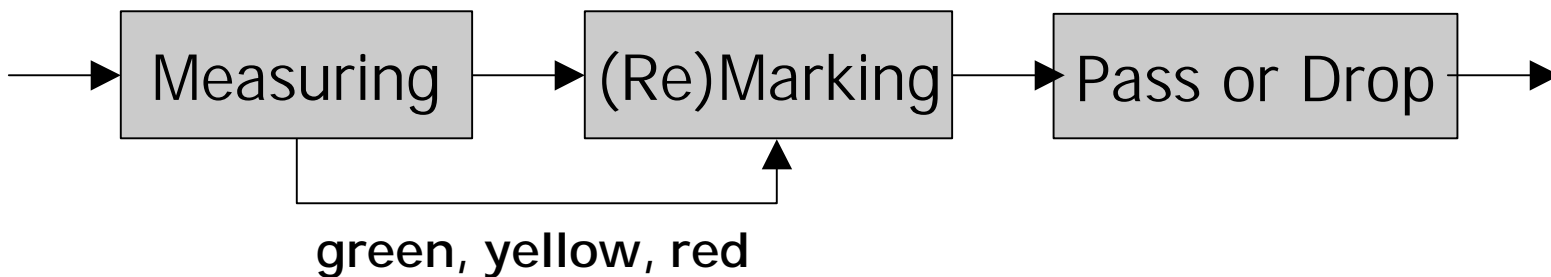 Measuring
(Re)Marking
Pass or Drop
green, yellow, red